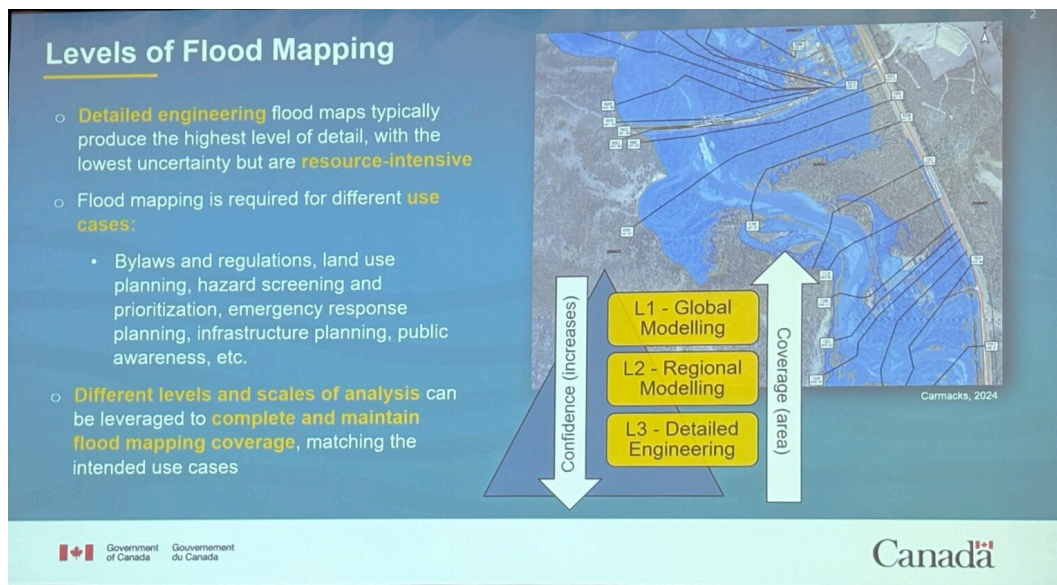 2
Levels of Flood Mapping
Detailed engineering flood maps typically
produce the highest level of detail, with the
lowest uncertainty but are resource-intensive
Flood mapping is required for different use
cases:
Bylaws and regulations, land use
planning, hazard screening and
prioritization, emergency response
planning, infrastructure planning, public
awareness, etc.
Different levels and scales of analysis can
be leveraged to complete and maintain
flood mapping coverage, matching the
intended use cases
Confidence (increases)
L1 - Global
Modelling
L2 - Regional
Modelling
L3 - Detailed
Engineering
Coverage (area)
Carmacks, 2024
Government
of Canada
Gouvernement
du Canada
Canada